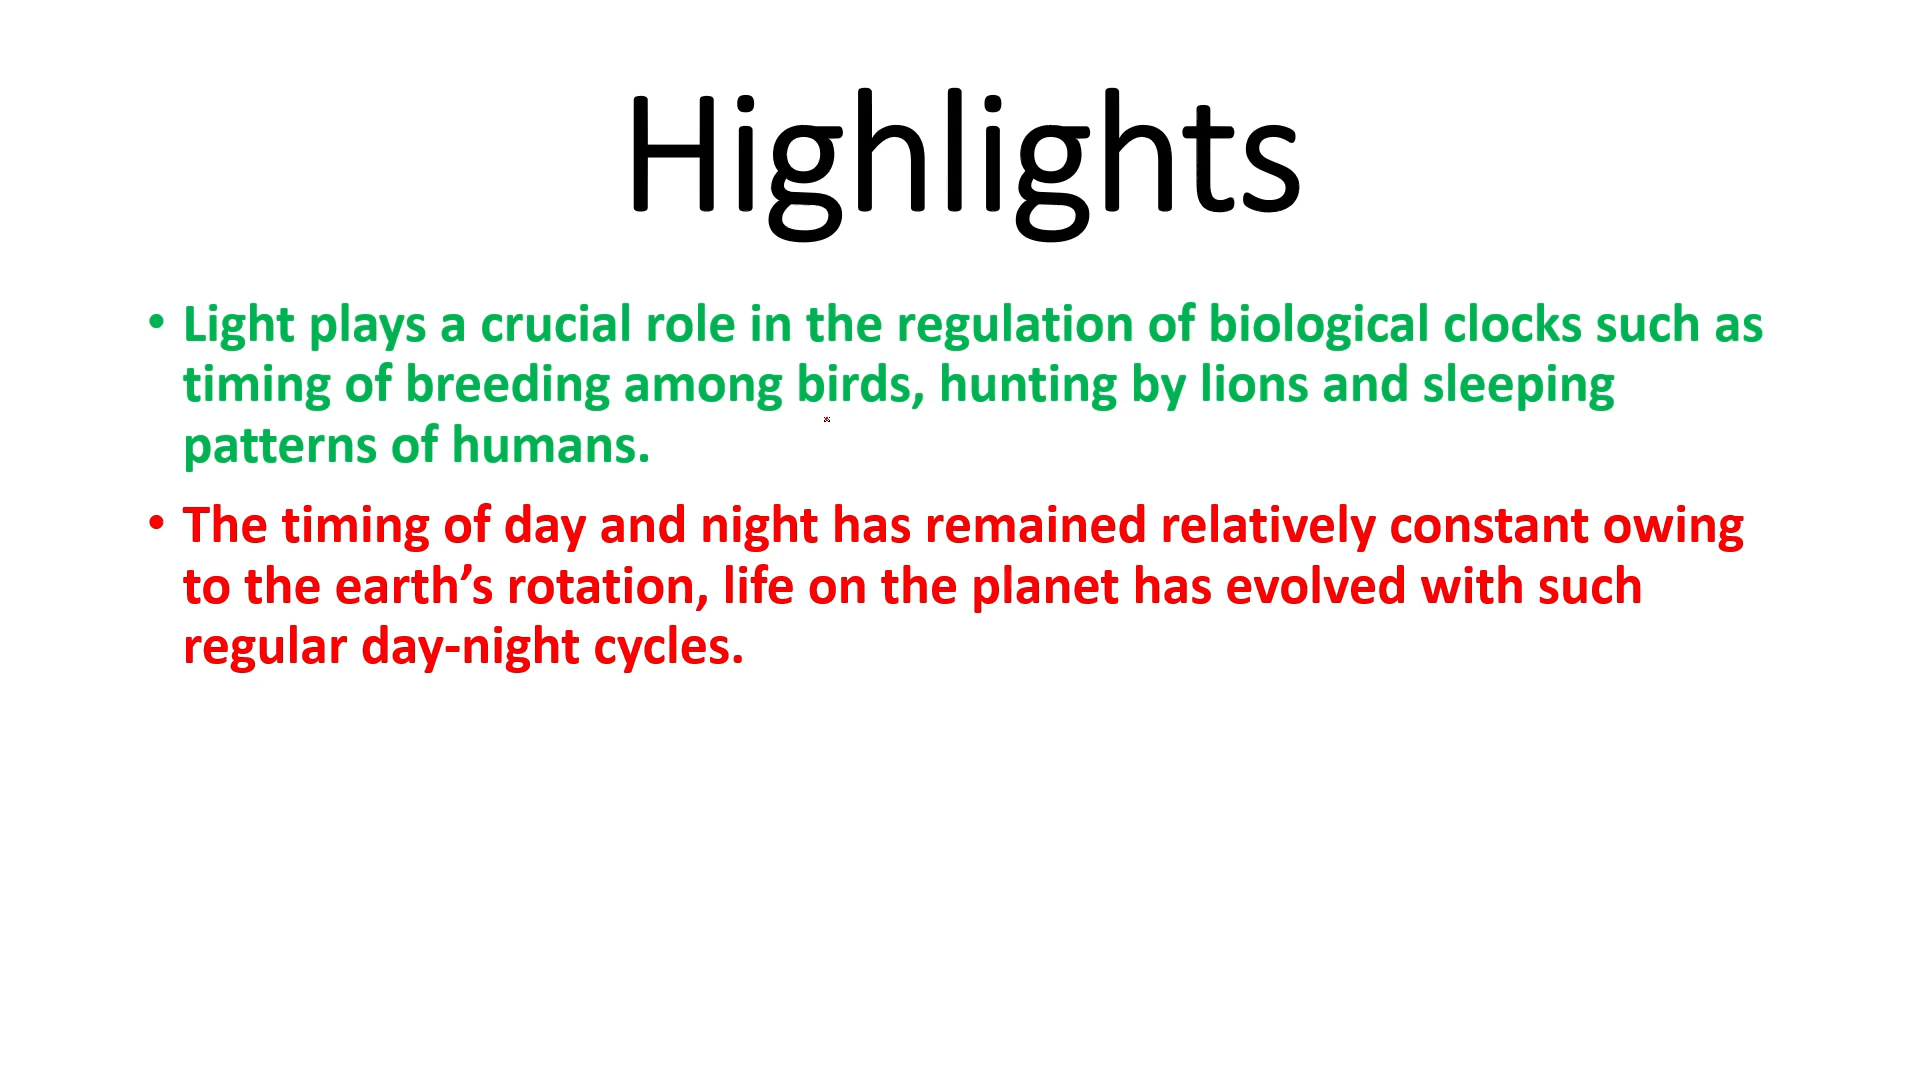 Highlights
• Light plays a crucial role in the regulation of biological clocks such as
timing of breeding among birds, hunting by lions and sleeping
patterns of humans.
• The timing of day and night has remained relatively constant owing
to the earth’s rotation, life on the planet has evolved with such
regular day-night cycles.